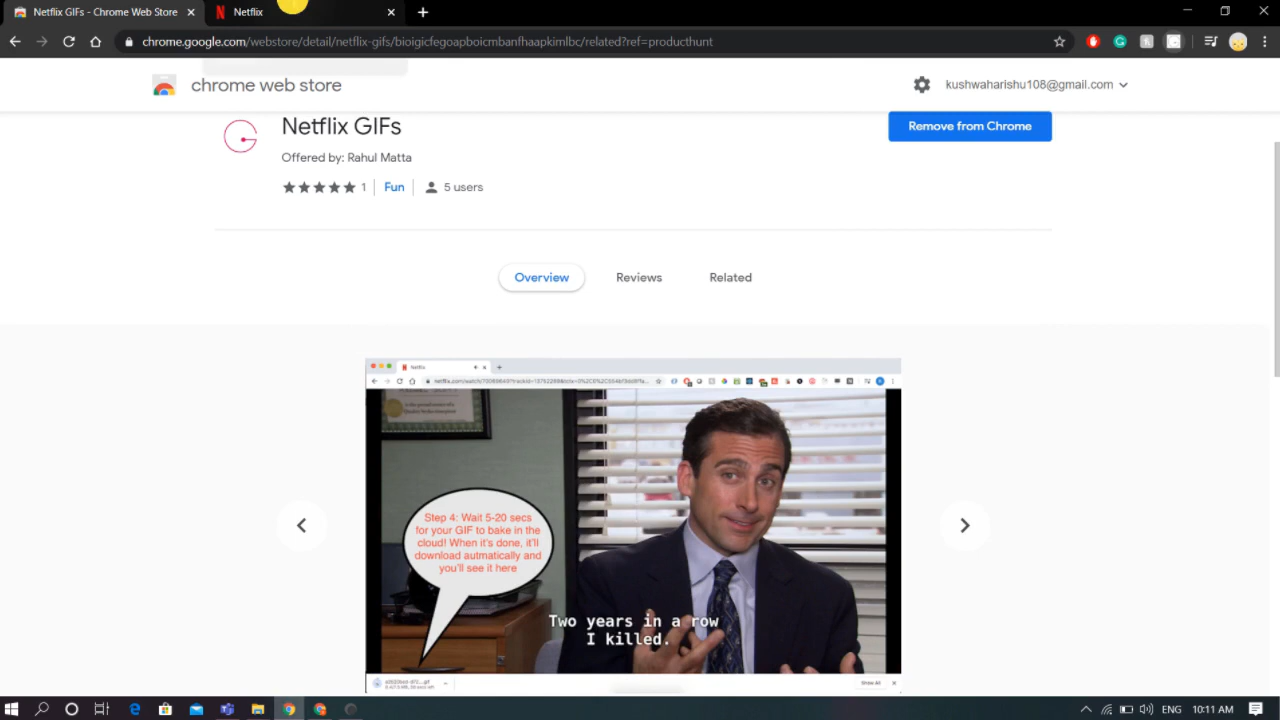 Netflix GIFs - Chrome Web Store
Netflix
chrome.google.com/webstore/detail/netflix-gifs/bioigicfegoapboicmbanfhaapkimlbc/related?ref=producthunt
chrome web store
kushwaharishu108@gmail.com
Netflix GIFs
Remove from Chrome
Offered by: Rahul Matta
1
Fun
5 users
Overview
Reviews
Related
Netflix
Step 4: Wait 5-20 secs
for your GIF to bake in the
cloud! When it's done, it'll
download autmatically and
you'll see it here
Two years in a row
I killed.
Show All
ENG
10:11 AM